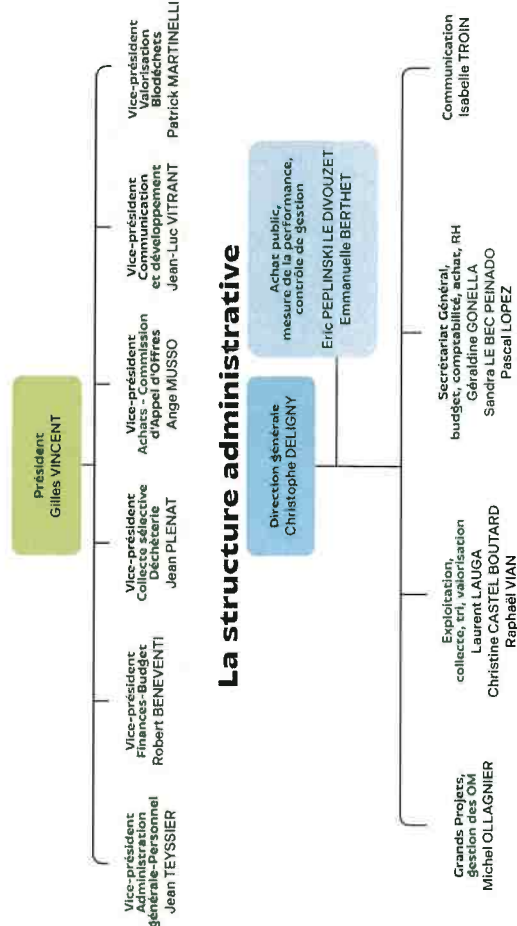 Président
Gilles VINCENT
Vice-président
Administration
générale-Personnel
Jean TEYSSIER
Vice-président
Finances-Budget
Robert BENEVENTI
Vice-président
Collecte sélective
Déchèterie
Jean PLENAT
Vice-président
Achats - Commission
d'Appel d'Offres
Ange MUSSO
Vice-président
Communication
et développement
Jean-Luc VITRANT
Vice-président
Valorisation
Biodéchets
Patrick MARTINELLI
La structure administrative
Direction générale
Christophe DELIGNY
Achat public,
mesure de la performance,
contrôle de gestion
Eric PEPLINSKI LE DIVOUZET
Emmanuelle BERTHET
Grands Projets,
gestion des OM
Michel OLLAGNIER
Exploitation,
collecte, tri, valorisation
Laurent LAUGA
Christine CASTEL BOUTARD
Raphaël VIAN
Secrétariat Général,
budget, comptabilité, achat, RH
Géraldine GONELLA
Sandra LE BEC PEINADO
Pascal LOPEZ
Communication
Isabelle TROIN